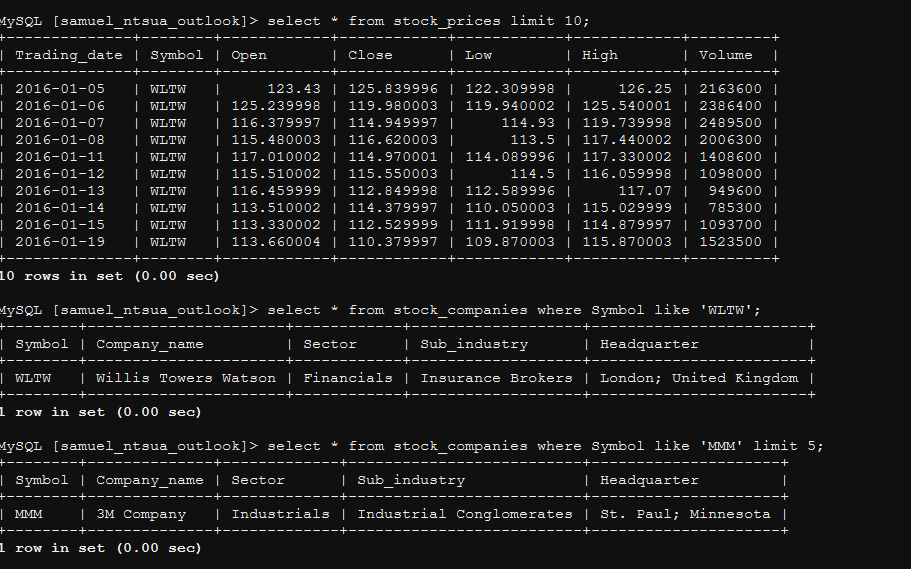 MySQL [samuel_ntsua_outlook]> select * from stock_prices limit 10;
+--------------+--------+------------+------------+------------+------------+---------+
| Trading_date | Symbol | Open       | Close      | Low        | High       | Volume  |
+--------------+--------+------------+------------+------------+------------+---------+
| 2016-01-05   | WLTW   |     123.43 | 125.839996 | 122.309998 |     126.25 | 2163600 |
| 2016-01-06   | WLTW   | 125.239998 | 119.980003 | 119.940002 | 125.540001 | 2386400 |
| 2016-01-07   | WLTW   | 116.379997 | 114.949997 |     114.93 | 119.739998 | 2489500 |
| 2016-01-08   | WLTW   | 115.480003 | 116.620003 |      113.5 | 117.440002 | 2006300 |
| 2016-01-11   | WLTW   | 117.010002 | 114.970001 | 114.089996 | 117.330002 | 1408600 |
| 2016-01-12   | WLTW   | 115.510002 | 115.550003 |      114.5 | 116.059998 | 1098000 |
| 2016-01-13   | WLTW   | 116.459999 | 112.849998 | 112.589996 |     117.07 |  949600 |
| 2016-01-14   | WLTW   | 113.510002 | 114.379997 | 110.050003 | 115.029999 |  785300 |
| 2016-01-15   | WLTW   | 113.330002 | 112.529999 | 111.919998 | 114.879997 | 1093700 |
| 2016-01-19   | WLTW   | 113.660004 | 110.379997 | 109.870003 | 115.870003 | 1523500 |
+--------------+--------+------------+------------+------------+------------+---------+
10 rows in set (0.00 sec)
MySQL [samuel_ntsua_outlook]> select * from stock_companies where Symbol like 'WLTW';
+--------+----------------------+------------+-------------------+------------------------+
| Symbol | Company_name         | Sector     | Sub_industry      | Headquarter            |
+--------+----------------------+------------+-------------------+------------------------+
| WLTW   | Willis Towers Watson | Financials | Insurance Brokers | London; United Kingdom |
+--------+----------------------+------------+-------------------+------------------------+
1 row in set (0.00 sec)
MySQL [samuel_ntsua_outlook]> select * from stock_companies where Symbol like 'MMM' limit 5;
+--------+--------------+-------------+--------------------------+---------------------+
| Symbol | Company_name | Sector      | Sub_industry             | Headquarter         |
+--------+--------------+-------------+--------------------------+---------------------+
| MMM    | 3M Company   | Industrials | Industrial Conglomerates | St. Paul; Minnesota |
+--------+--------------+-------------+--------------------------+---------------------+
1 row in set (0.00 sec)